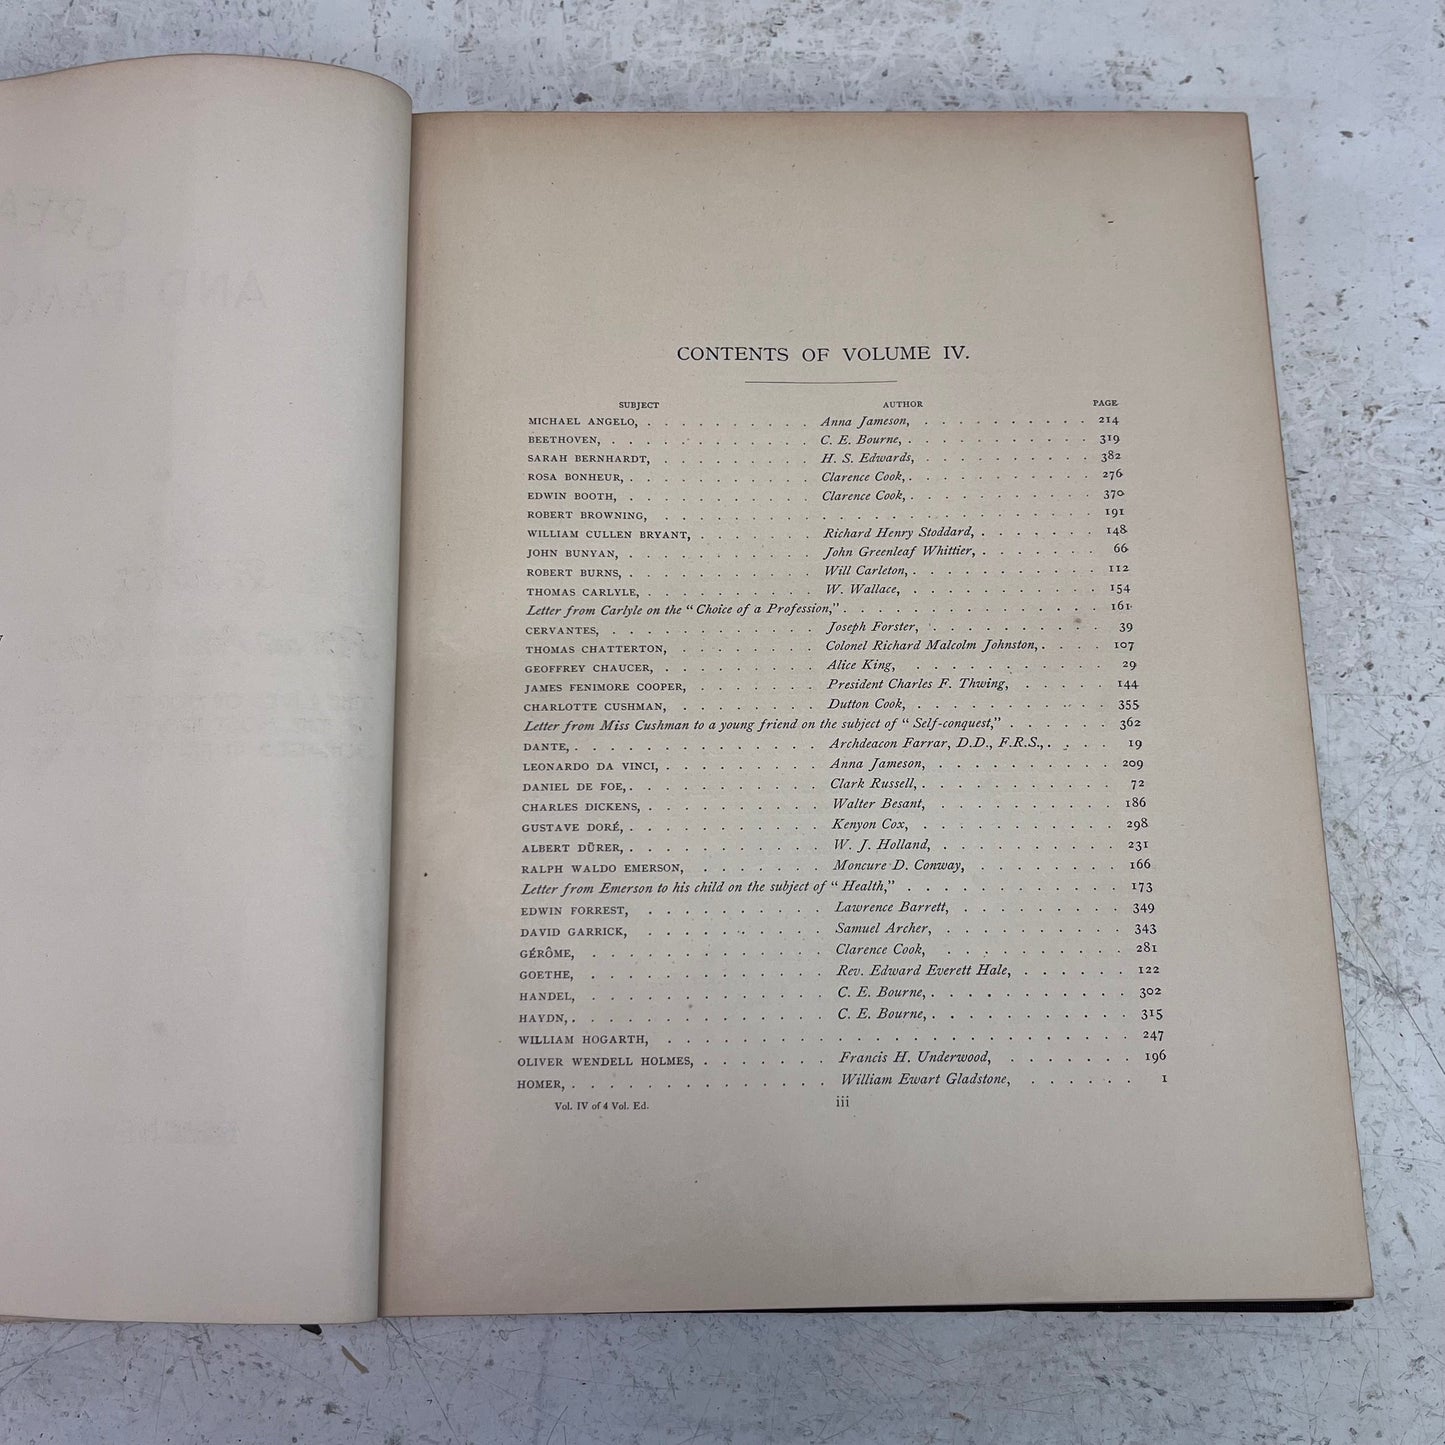 CONTENTS OF VOLUME IV.
SUBJECT AUTHOR PAGE
MICHAEL ANGELO, . . . . . . . . . . Anna Jameson, . . . . . . . . . . 214
BEETHOVEN, . . . . . . . . . . . . C. E. Bourne, . . . . . . . . . . 319
SARAH BERNHARDT, . . . . . . . . . H. S. Edwards, . . . . . . . . . . 382
ROSA BONHEUR, . . . . . . . . . . . Clarence Cook, . . . . . . . . . . 276
EDWIN BOOTH, . . . . . . . . . . . Clarence Cook, . . . . . . . . . . 370
ROBERT BROWNING, . . . . . . . . . . . . . . . . . . . . . . . . 191
WILLIAM CULLEN BRYANT, . . . . . . . Richard Henry Stoddard, . . . . . . . 148
JOHN BUNYAN, . . . . . . . . . . . John Greenleaf Whittier, . . . . . . . 66
ROBERT BURNS, . . . . . . . . . . . Will Carleton, . . . . . . . . . . 112
THOMAS CARLYLE, . . . . . . . . . . W. Wallace, . . . . . . . . . . . 154
Letter from Carlyle on the "Choice of a Profession," . . . . . . . . . . . . . . 161
CERVANTES, . . . . . . . . . . . . Joseph Forster, . . . . . . . . . . 39
THOMAS CHATTERTON, . . . . . . . . Colonel Richard Malcolm Johnston, . . . . 107
GEOFFREY CHAUCER, . . . . . . . . . Alice King, . . . . . . . . . . . 29
JAMES FENIMORE COOPER, . . . . . . . President Charles F. Thwing, . . . . . 144
CHARLOTTE CUSHMAN, . . . . . . . . Dutton Cook, . . . . . . . . . . . 355
Letter from Miss Cushman to a young friend on the subject of "Self-conquest," . . . . . . 362
DANTE, . . . . . . . . . . . . . . Archdeacon Farrar, D.D., F.R.S., . . . . 19
LEONARDO DA VINCI, . . . . . . . . . Anna Jameson, . . . . . . . . . . 209
DANIEL DE FOE, . . . . . . . . . . . Clark Russell, . . . . . . . . . . . 72
CHARLES DICKENS, . . . . . . . . . . Walter Besant, . . . . . . . . . . 186
GUSTAVE DORÉ, . . . . . . . . . . . Kenyon Cox, . . . . . . . . . . . 298
ALBERT DÜRER, . . . . . . . . . . . W. J. Holland, . . . . . . . . . . 231
RALPH WALDO EMERSON, . . . . . . . . Moncure D. Conway, . . . . . . . . 166
Letter from Emerson to his child on the subject of "Health," . . . . . . . . . . . . 173
EDWIN FORREST, . . . . . . . . . . Lawrence Barrett, . . . . . . . . . 349
DAVID GARRICK, . . . . . . . . . . Samuel Archer, . . . . . . . . . . 343
GÉRÔME, . . . . . . . . . . . . . Clarence Cook, . . . . . . . . . . 281
GOETHE, . . . . . . . . . . . . . . Rev. Edward Everett Hale, . . . . . . 122
HANDEL, . . . . . . . . . . . . . C. E. Bourne, . . . . . . . . . . . 302
HAYDN, . . . . . . . . . . . . . . C. E. Bourne, . . . . . . . . . . . 315
WILLIAM HOGARTH, . . . . . . . . . . . . . . . . . . . . . . . . . 247
OLIVER WENDELL HOLMES, . . . . . . . Francis H. Underwood, . . . . . . . 196
HOMER, . . . . . . . . . . . . . . William Ewart Gladstone, . . . . . . 1
Vol. IV of 4 Vol. Ed. iii